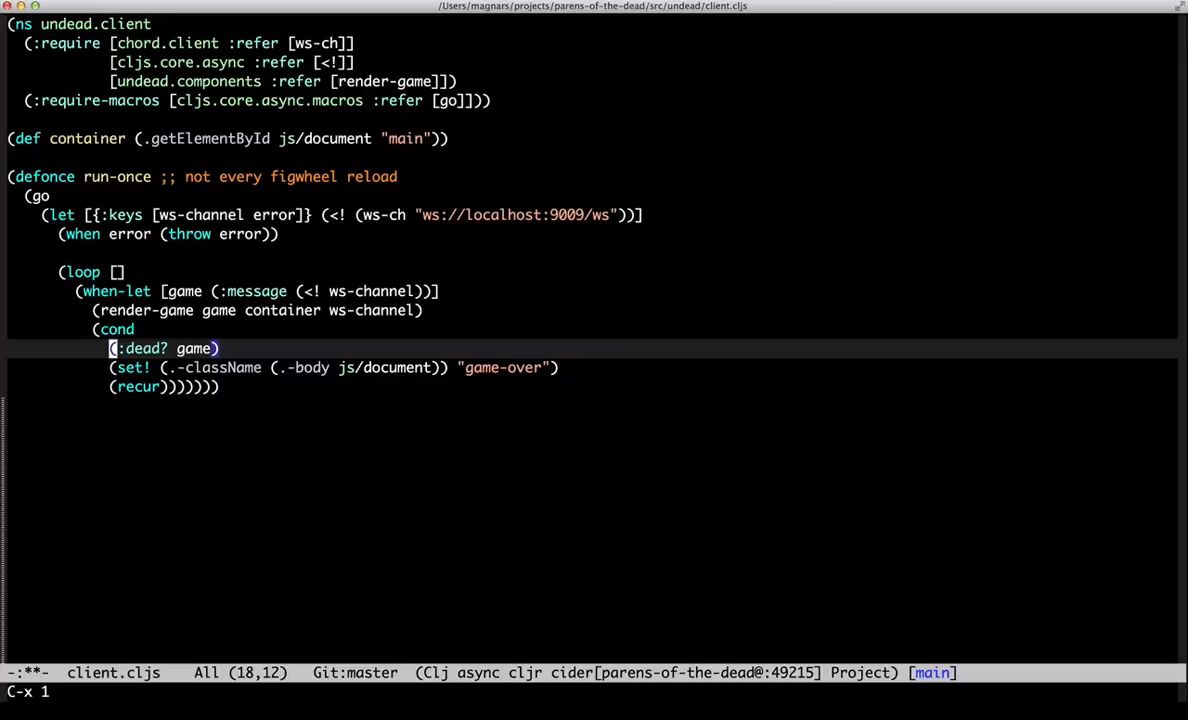 /Users/magnars/projects/parens-of-the-dead/src/undead/client.cljs
(ns undead.client
  (:require [chord.client :refer [ws-ch]]
            [cljs.core.async :refer [<!]]
            [undead.components :refer [render-game]])
  (:require-macros [cljs.core.async.macros :refer [go]]))
(def container (.getElementById js/document "main"))
(defonce run-once ;; not every figwheel reload
  (go
    (let [{:keys [ws-channel error]} (<! (ws-ch "ws://localhost:9009/ws"))]
      (when error (throw error))
      (loop []
        (when-let [game (:message (<! ws-channel))]
          (render-game game container ws-channel)
          (cond
            (:dead? game)
            (set! (.-className (.-body js/document)) "game-over")
            (recur)))))))
-:**-  client.cljs    All (18,12)   Git:master  (Clj async cljr cider[parens-of-the-dead@:49215] Project) [main]
C-x 1